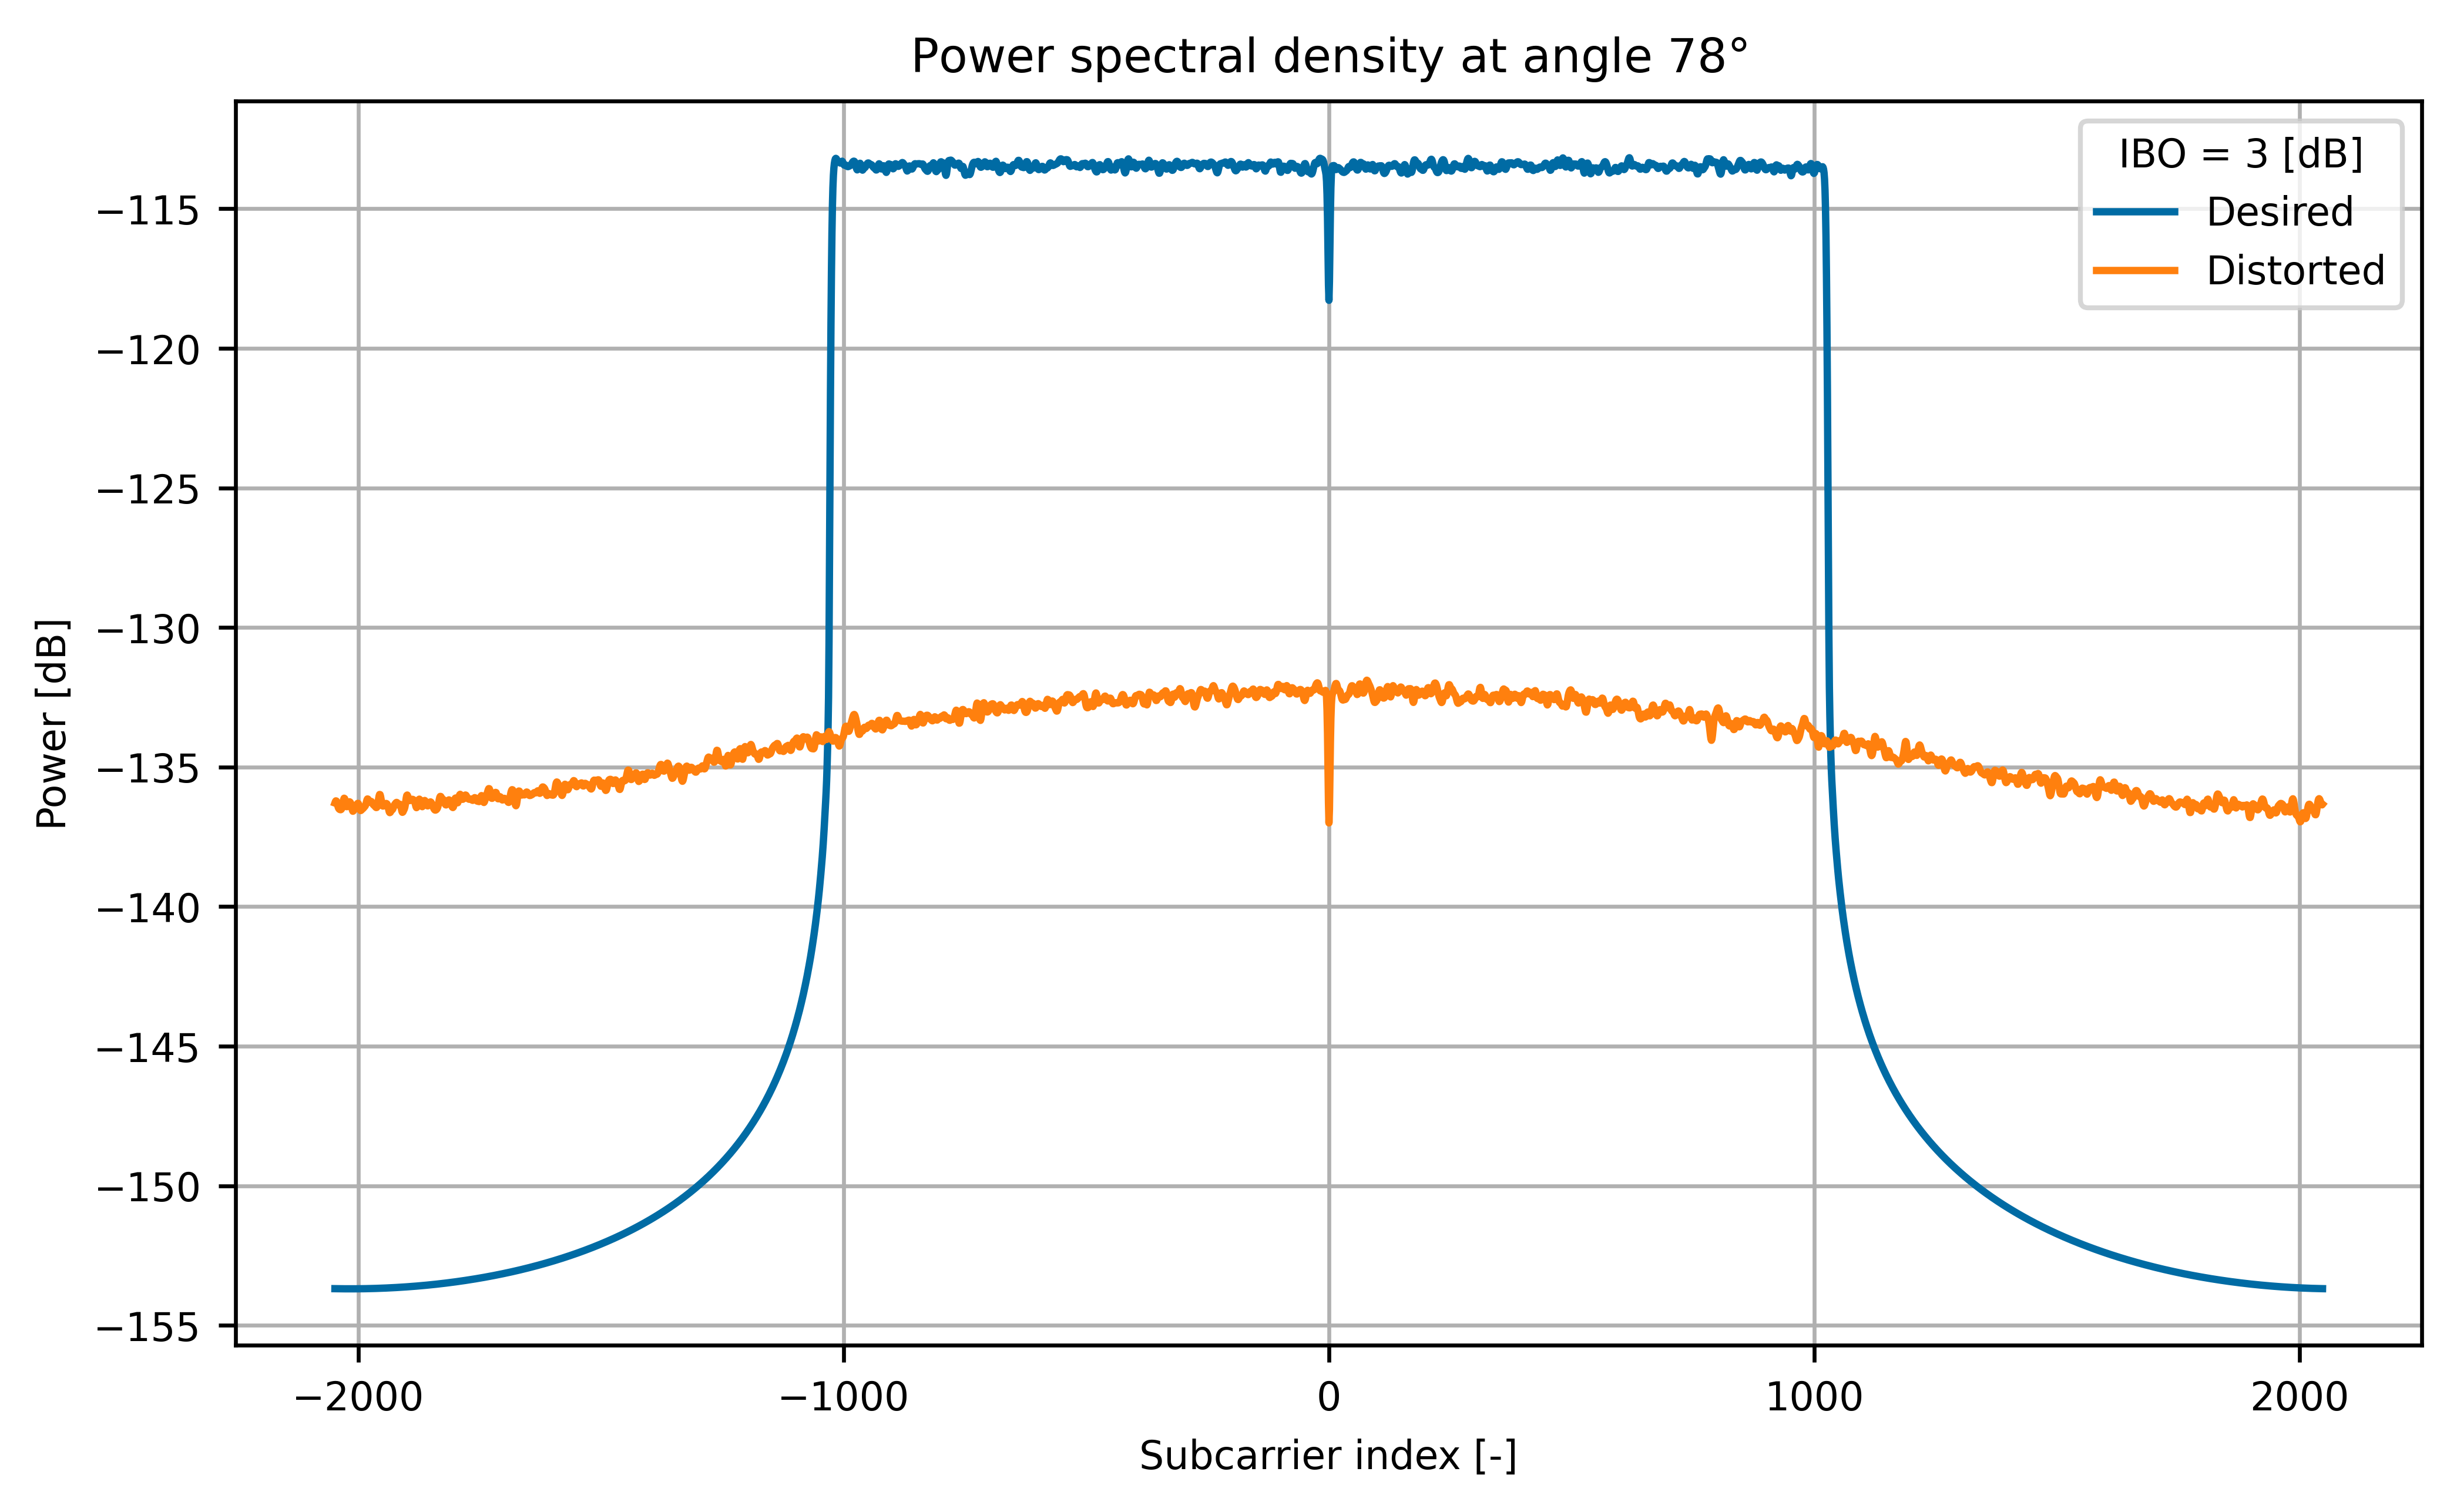 Power spectral density at angle 78°
IBO = 3 [dB]
Desired
Distorted
Power [dB]
−115
−120
−125
−130
−135
−140
−145
−150
−155
−2000
−1000
0
1000
2000
Subcarrier index [-]